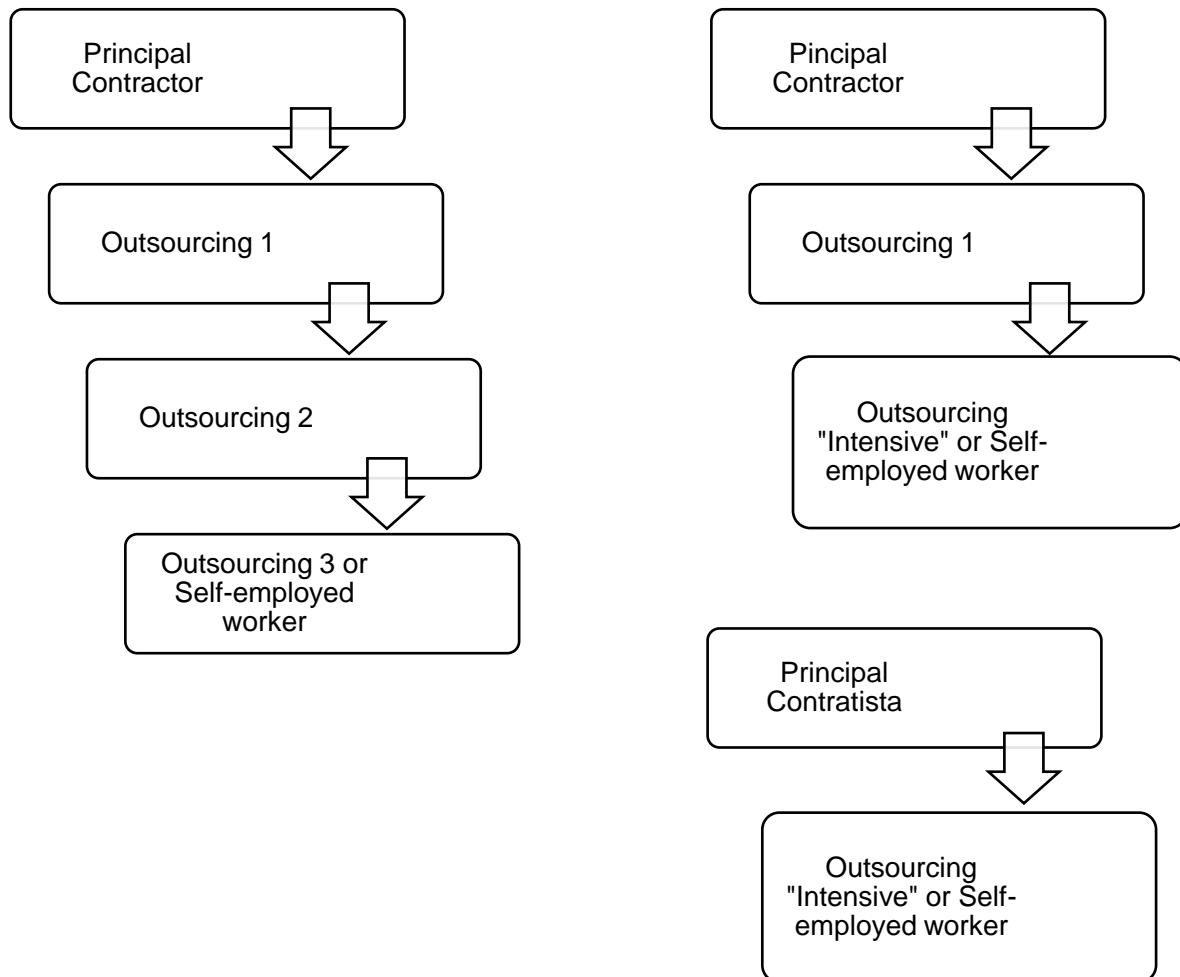 Principal
Contractor
Outsourcing 1
Outsourcing 2
Outsourcing 3 or
Self-employed
worker
Pincipal
Contractor
Outsourcing 1
Outsourcing
"Intensive" or Self-
employed worker
Principal
Contratista
Outsourcing
"Intensive" or Self-
employed worker